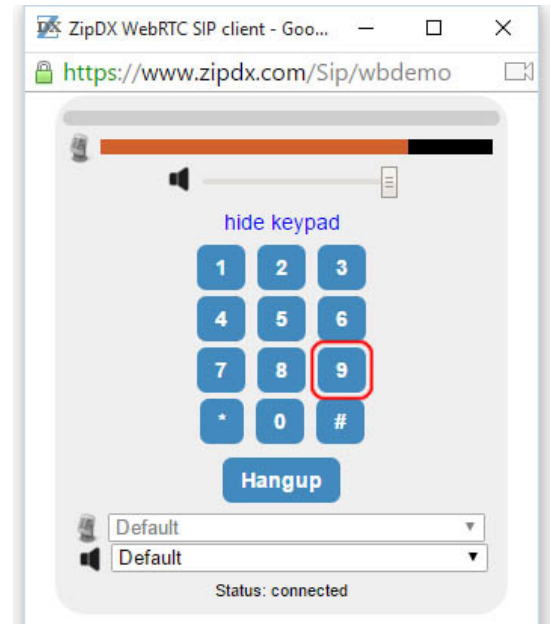 ZipDX WebRTC SIP client - Goo...
https://www.zipdx.com/Sip/wbdemo
hide keypad
1 2 3
4 5 6
7 8 9
* 0 #
Hangup
Default
Default
Status: connected